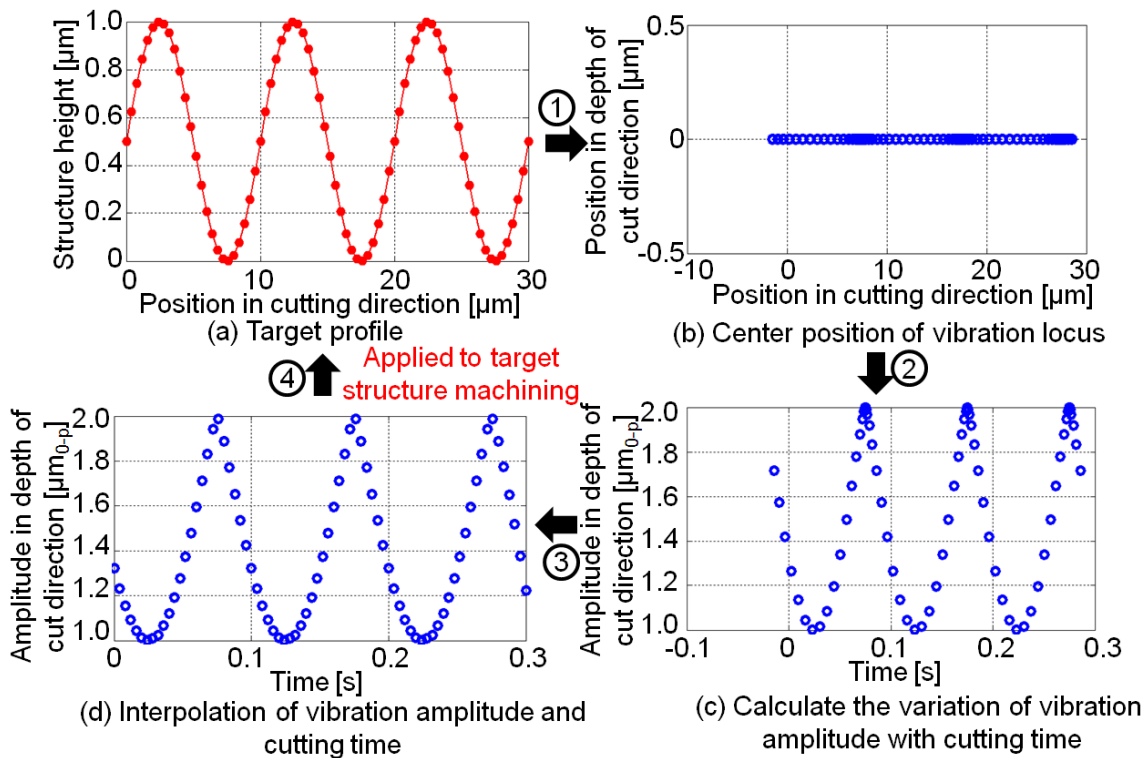 Structure height [µm]
1.0
0.8
0.6
0.4
0.2
0
0
10
20
30
Position in cutting direction [µm]
(a) Target profile
1
Position in depth of
cut direction [µm]
0.5
0
-0.5
-10
0
10
20
30
Position in cutting direction [µm]
(b) Center position of vibration locus
4
Applied to target
structure machining
2
Amplitude in depth of
cut direction [µm0-p]
2.0
1.8
1.6
1.4
1.2
1.0
0
0.1
0.2
0.3
Time [s]
(d) Interpolation of vibration amplitude and
cutting time
3
Amplitude in depth of
cut direction [µm0-p]
2.0
1.8
1.6
1.4
1.2
1.0
-0.1
0
0.1
0.2
0.3
Time [s]
(c) Calculate the variation of vibration
amplitude with cutting time